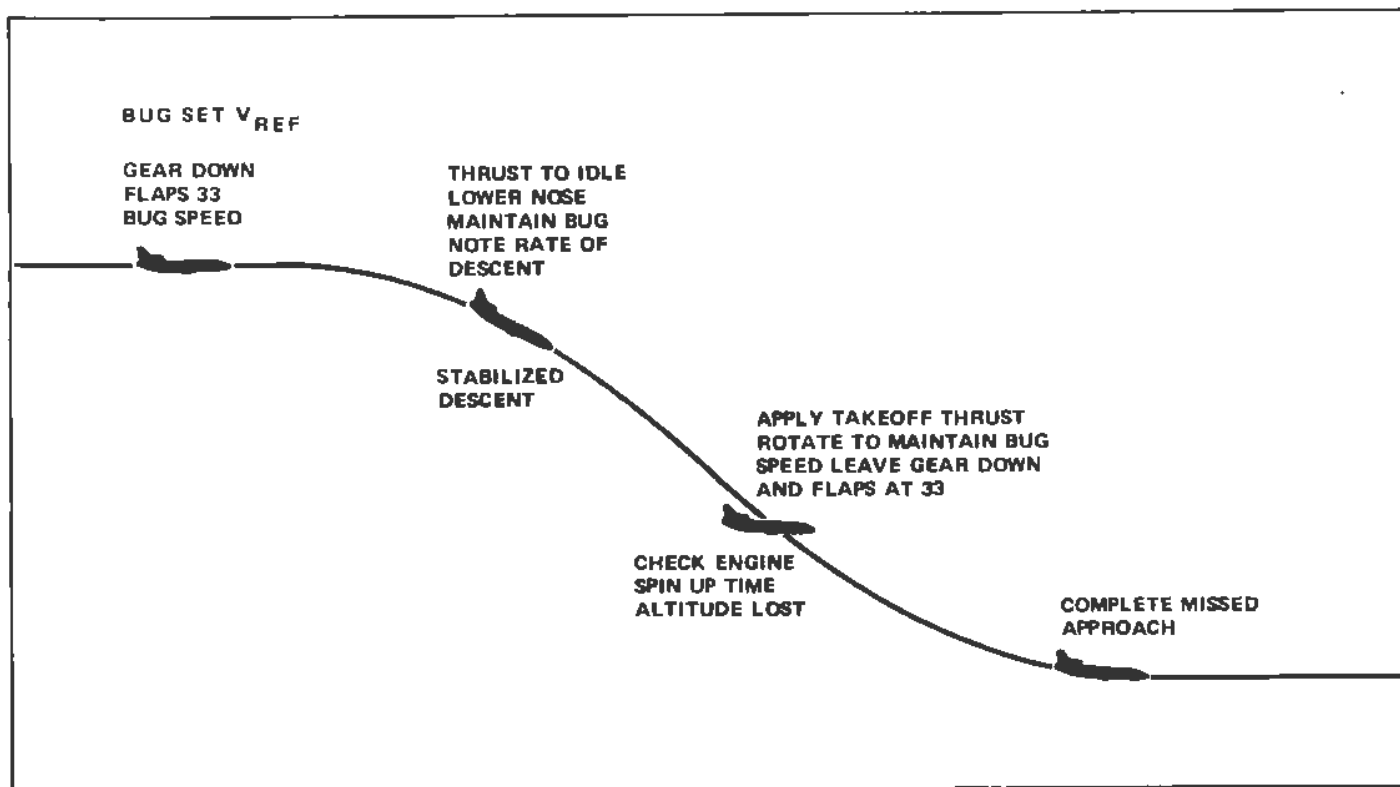 BUG SET VREF
GEAR DOWN
FLAPS 33
BUG SPEED
THRUST TO IDLE
LOWER NOSE
MAINTAIN BUG
NOTE RATE OF
DESCENT
STABILIZED
DESCENT
APPLY TAKEOFF THRUST
ROTATE TO MAINTAIN BUG
SPEED LEAVE GEAR DOWN
AND FLAPS AT 33
CHECK ENGINE
SPIN UP TIME
ALTITUDE LOST
COMPLETE MISSED
APPROACH